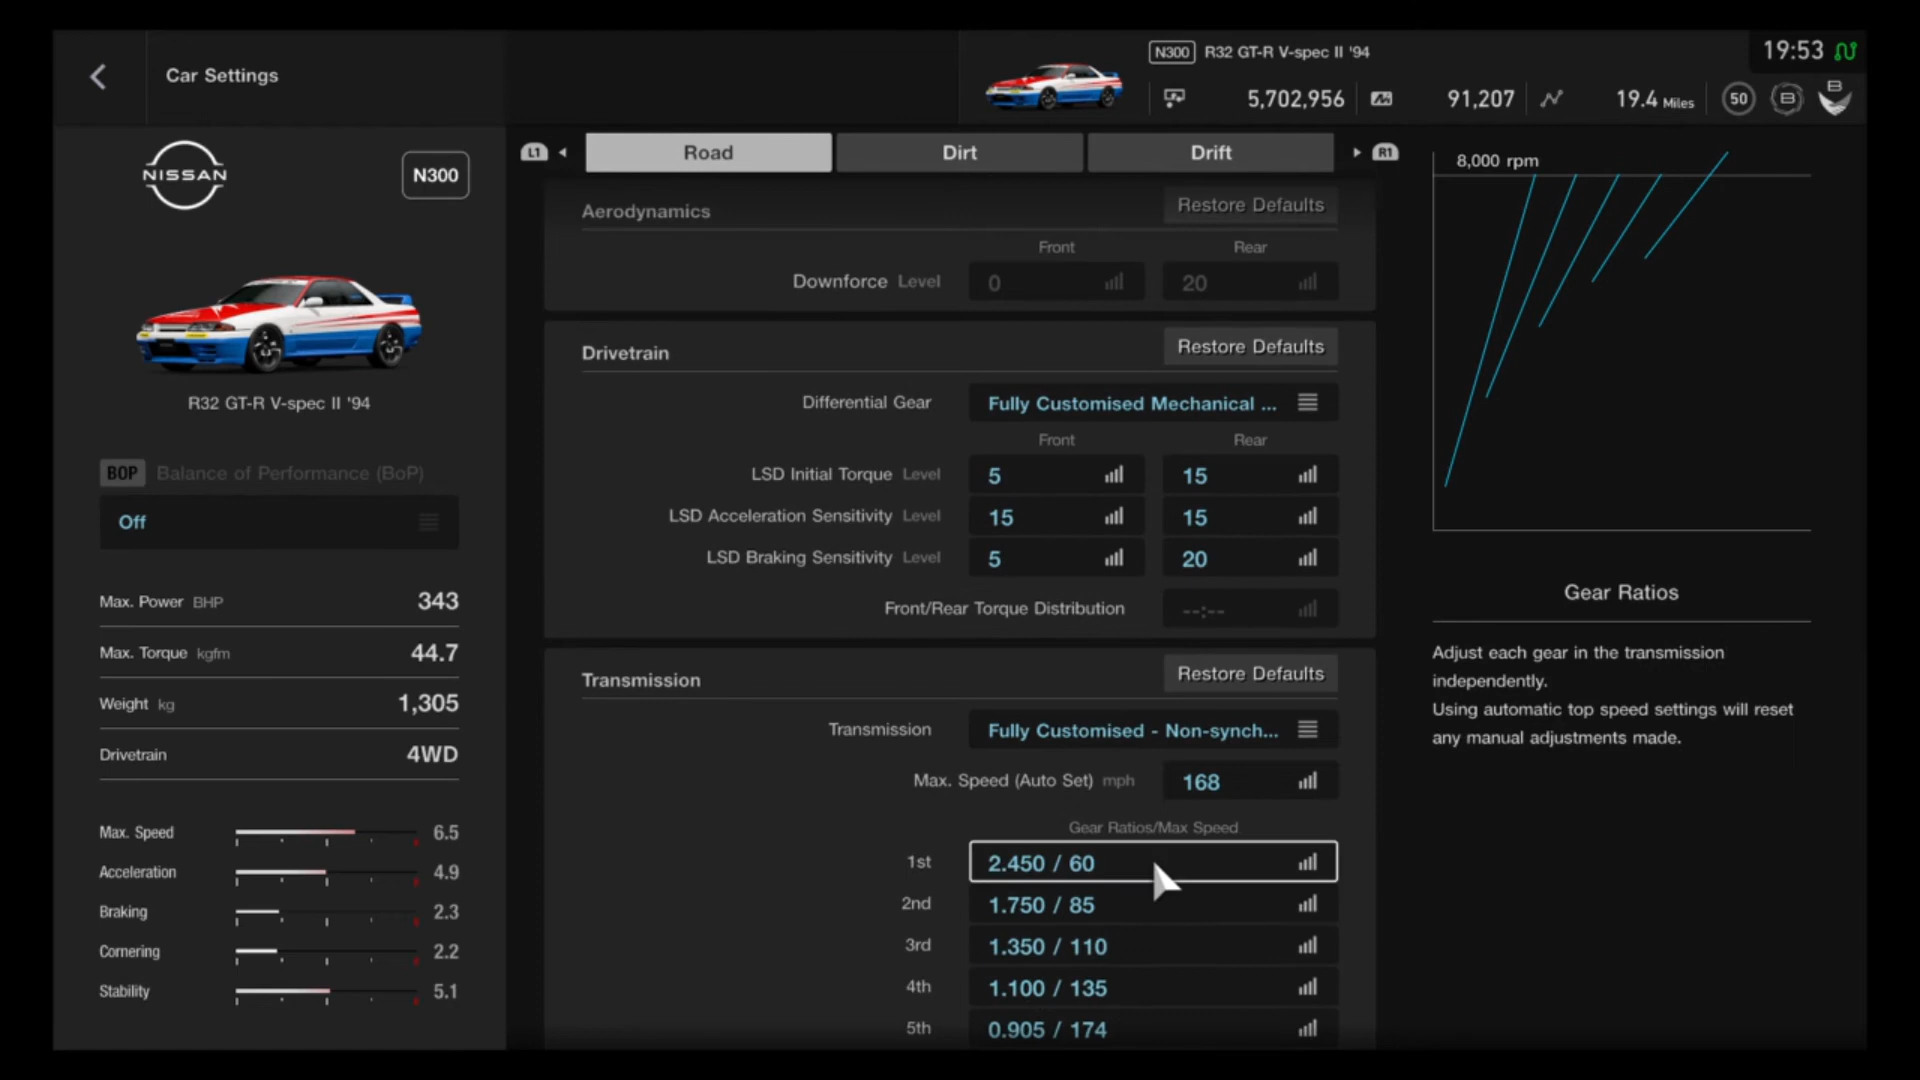 Car Settings
N300 R32 GT-R V-spec II '94
19:53
5,702,956 91,207 19.4 Miles 50 B B
NISSAN
N300
L1 Road Dirt Drift R1
8,000 rpm
Aerodynamics Restore Defaults
Front Rear
Downforce Level 0 20
Drivetrain Restore Defaults
Differential Gear Fully Customised Mechanical ...
Front Rear
LSD Initial Torque Level 5 15
LSD Acceleration Sensitivity Level 15 15
LSD Braking Sensitivity Level 5 20
Front/Rear Torque Distribution --:--
Transmission Restore Defaults
Transmission Fully Customised - Non-synch...
Max. Speed (Auto Set) mph 168
Gear Ratios/Max Speed
1st 2.450 / 60
2nd 1.750 / 85
3rd 1.350 / 110
4th 1.100 / 135
5th 0.905 / 174
R32 GT-R V-spec II '94
BOP Balance of Performance (BoP)
Off
Max. Power BHP 343
Max. Torque kgfm 44.7
Weight kg 1,305
Drivetrain 4WD
Max. Speed 6.5
Acceleration 4.9
Braking 2.3
Cornering 2.2
Stability 5.1
Gear Ratios
Adjust each gear in the transmission
independently.
Using automatic top speed settings will reset
any manual adjustments made.